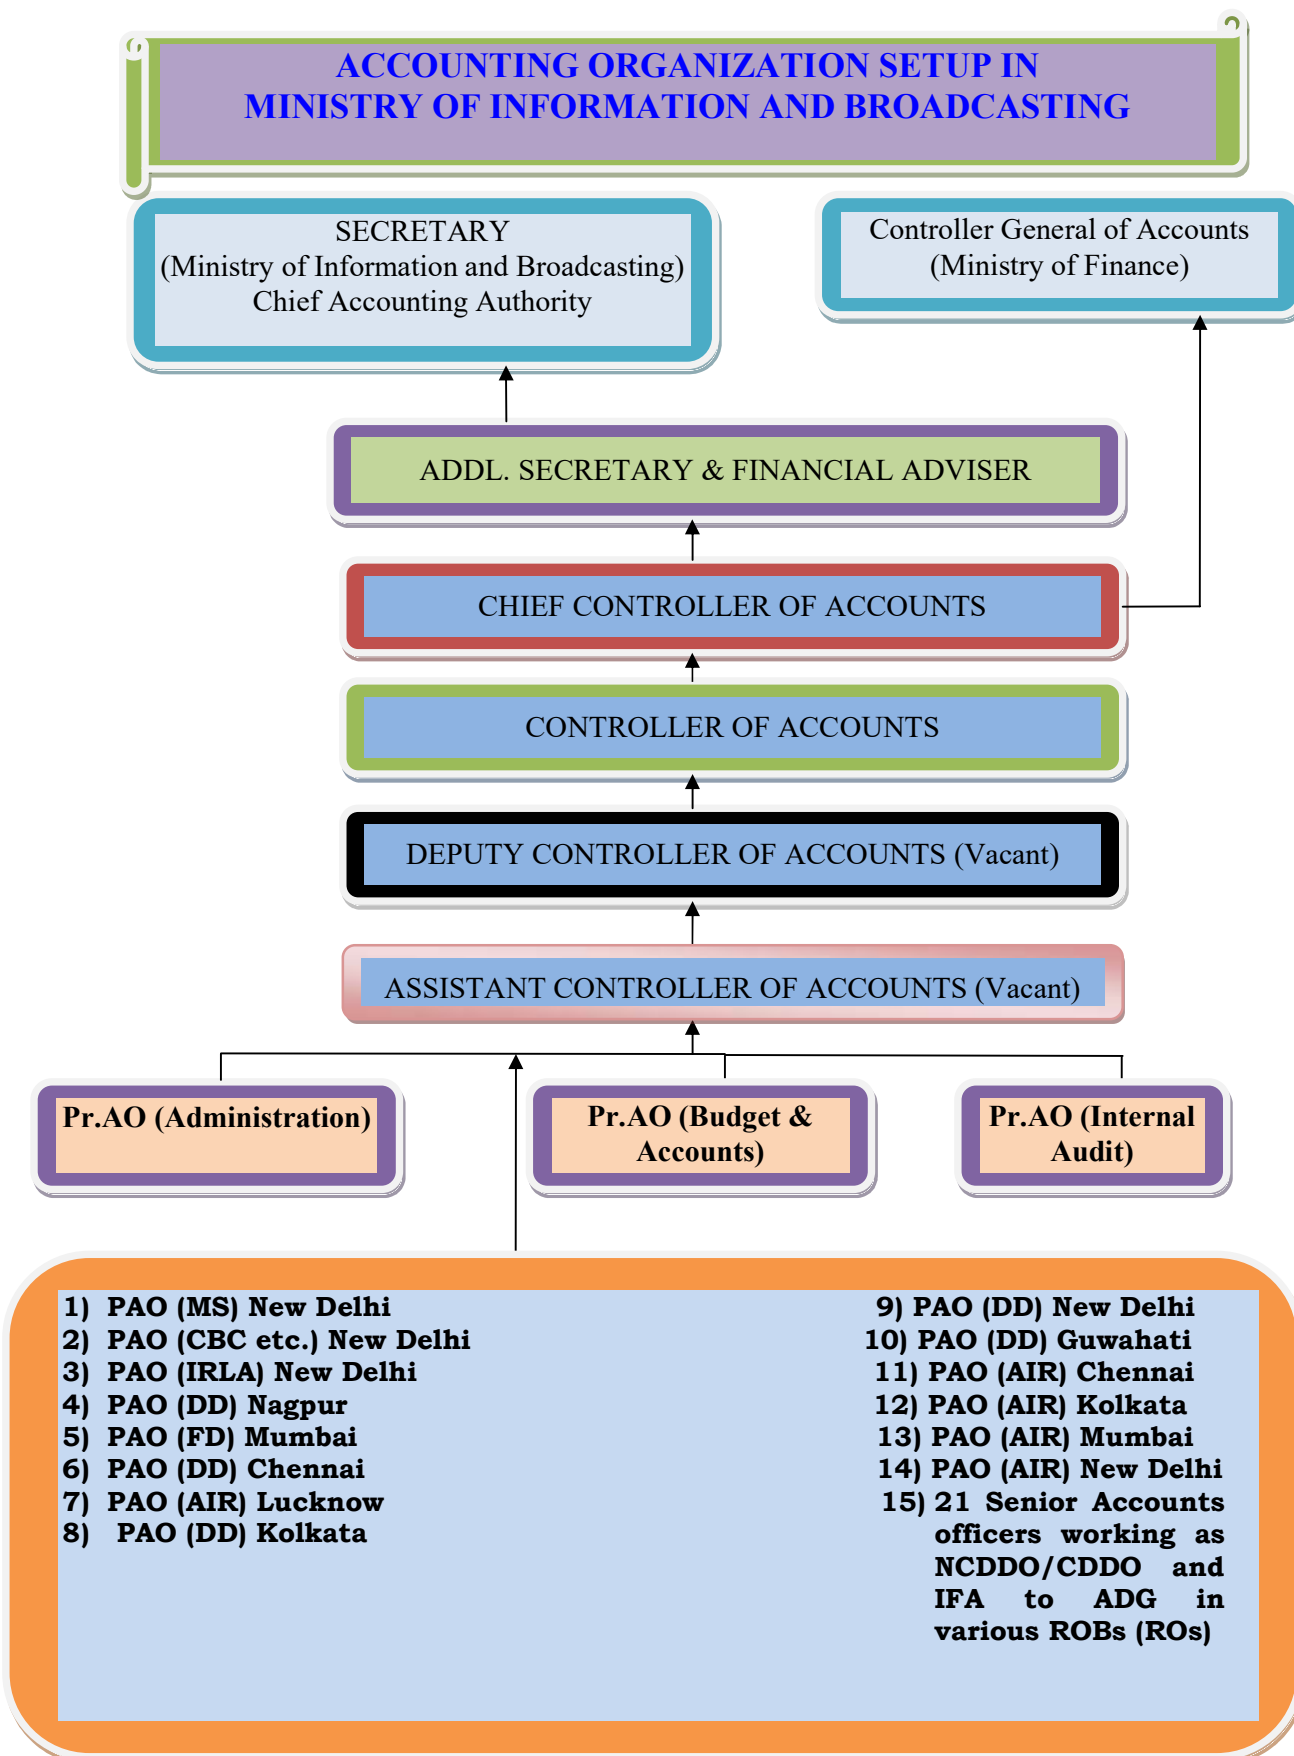 ACCOUNTING ORGANIZATION SETUP IN
MINISTRY OF INFORMATION AND BROADCASTING
SECRETARY
(Ministry of Information and Broadcasting)
Chief Accounting Authority
Controller General of Accounts
(Ministry of Finance)
ADDL. SECRETARY & FINANCIAL ADVISER
CHIEF CONTROLLER OF ACCOUNTS
CONTROLLER OF ACCOUNTS
DEPUTY CONTROLLER OF ACCOUNTS (Vacant)
ASSISTANT CONTROLLER OF ACCOUNTS (Vacant)
Pr.AO (Administration)
Pr.AO (Budget &
Accounts)
Pr.AO (Internal
Audit)
1) PAO (MS) New Delhi
2) PAO (CBC etc.) New Delhi
3) PAO (IRLA) New Delhi
4) PAO (DD) Nagpur
5) PAO (FD) Mumbai
6) PAO (DD) Chennai
7) PAO (AIR) Lucknow
8) PAO (DD) Kolkata
9) PAO (DD) New Delhi
10) PAO (DD) Guwahati
11) PAO (AIR) Chennai
12) PAO (AIR) Kolkata
13) PAO (AIR) Mumbai
14) PAO (AIR) New Delhi
15) 21 Senior Accounts
officers working as
NCDDO/CDDO and
IFA to ADG in
various ROBs (ROs)